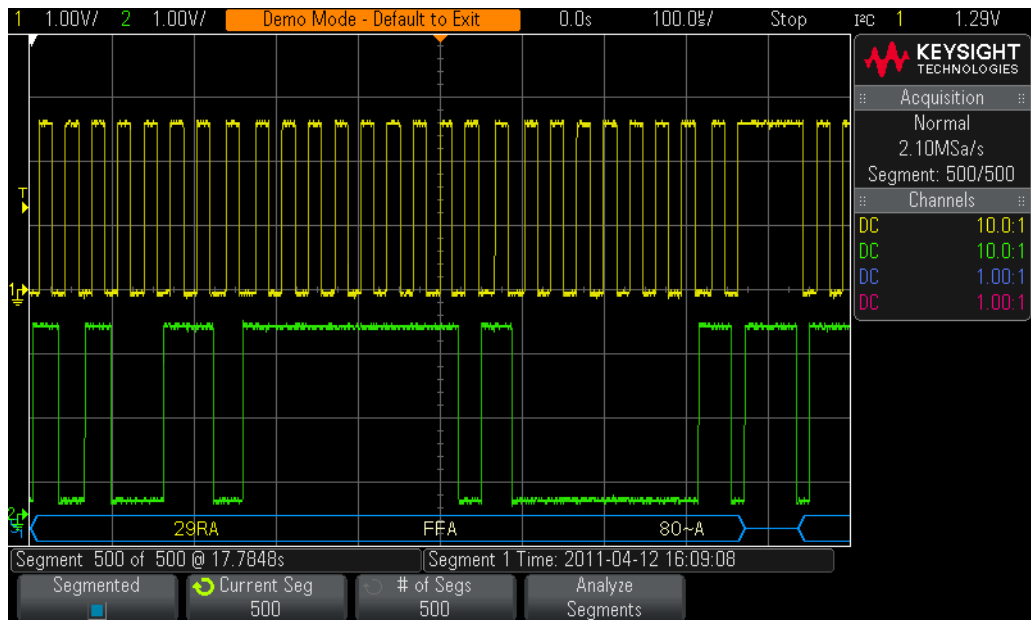 1 1.00V/ 2 1.00V/ Demo Mode - Default to Exit 0.0s 100.0µs/ Stop I²C 1 1.29V
KEYSIGHT
TECHNOLOGIES
Acquisition
Normal
2.10MSa/s
Segment: 500/500
Channels
DC 10.0:1
DC 10.0:1
DC 1.00:1
DC 1.00:1
T
1
2
29RA FFA 80~A
Segment 500 of 500 @ 17.7848s Segment 1 Time: 2011-04-12 16:09:08
Segmented Current Seg # of Segs Analyze
500 500 Segments